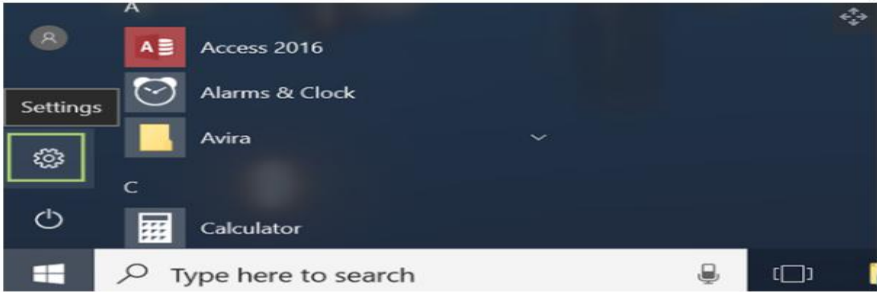 A
Access 2016
Alarms & Clock
Settings
Avira
C
Calculator
Type here to search